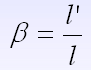 β = l' / l